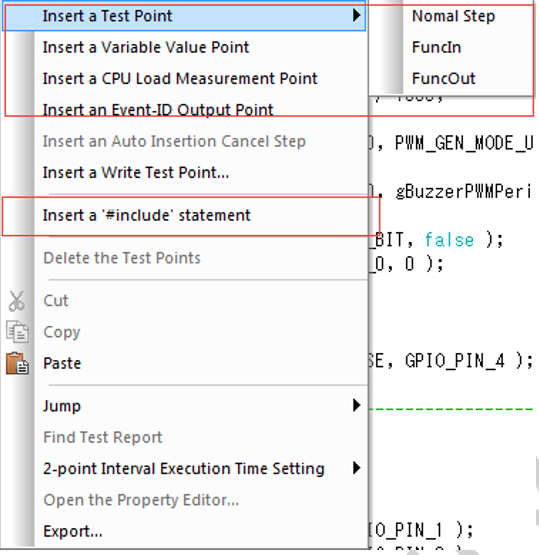 Insert a Test Point
Nomal Step
Insert a Variable Value Point
FuncIn
Insert a CPU Load Measurement Point
FuncOut
Insert an Event-ID Output Point
Insert an Auto Insertion Cancel Step
, PWM_GEN_MODE_U
Insert a Write Test Point...
, gBuzzerPWMPeri
Insert a '#include' statement
_BIT, false );
Delete the Test Points
_0, 0 );
Cut
Copy
Paste
SE, GPIO_PIN_4 );
Jump
Find Test Report
2-point Interval Execution Time Setting
Open the Property Editor...
Export...
IO_PIN_1 );